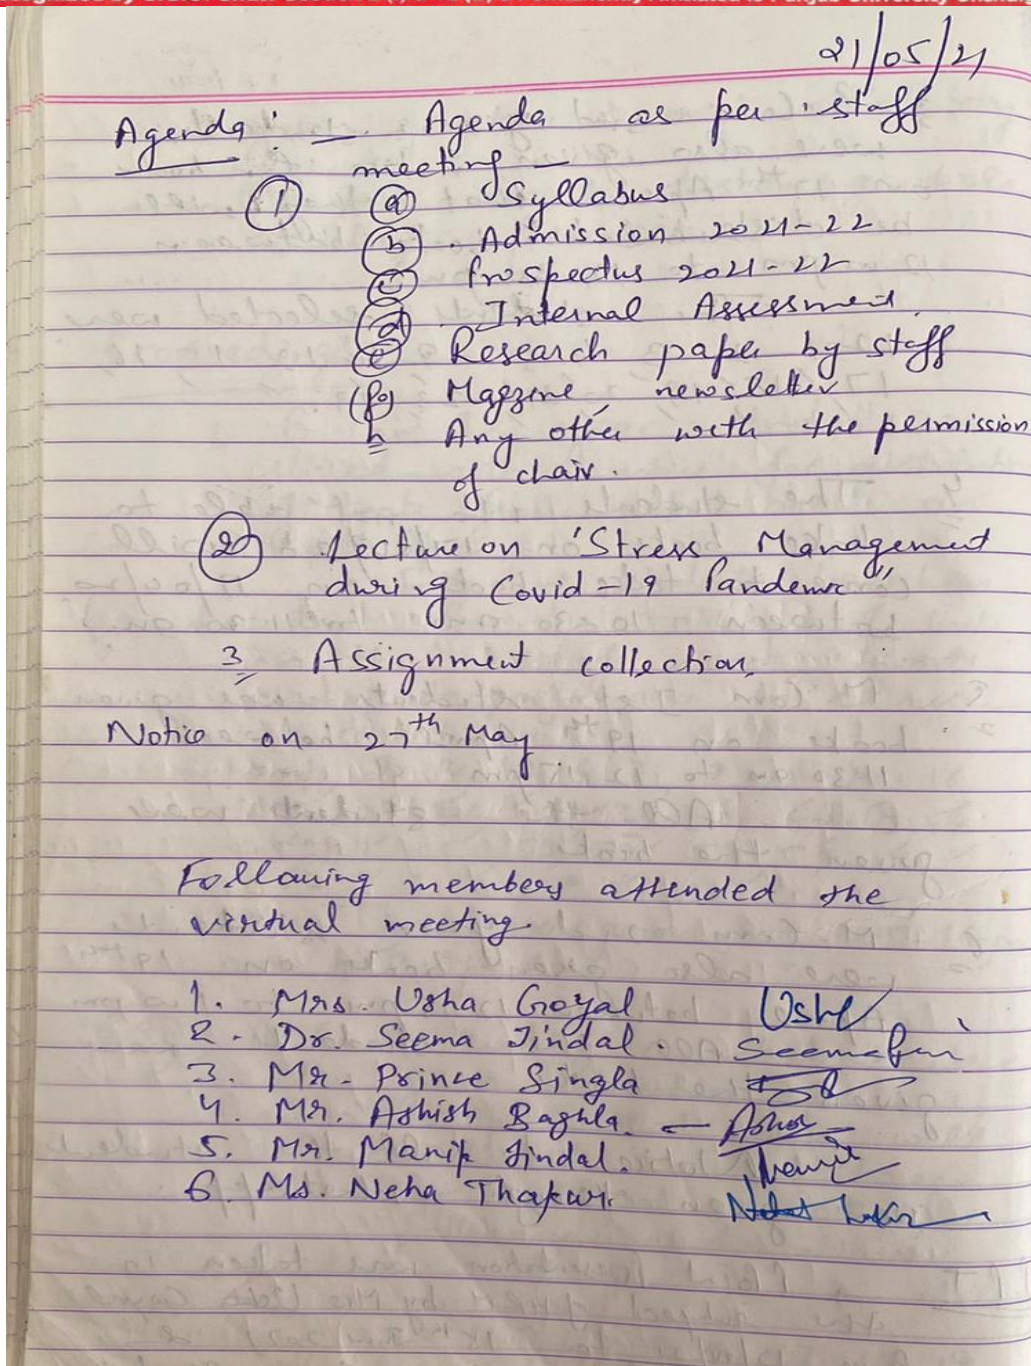 21/05/21
Agenda: - Agenda as per staff
meeting -
1 a Syllabus
b. Admission 2021-22
c Prospectus 2021-22
d. Internal Assessment.
e Research paper by staff
(fg) Magzine, newsletter
h Any other with the permission
of chair.
2 Lecture on 'Stress Management
during Covid-19 Pandemic"
3 Assignment collection.
Notice on 27th May.
Following members attended the
virtual meeting.
1. Mrs. Usha Goyal Usha
2. Dr. Seema Jindal.
3. Mr. Prince Singla
4. Mr. Ashish Baghla. - Ashish
5. Mr. Manik Jindal.
6. Ms. Neha Thakur.